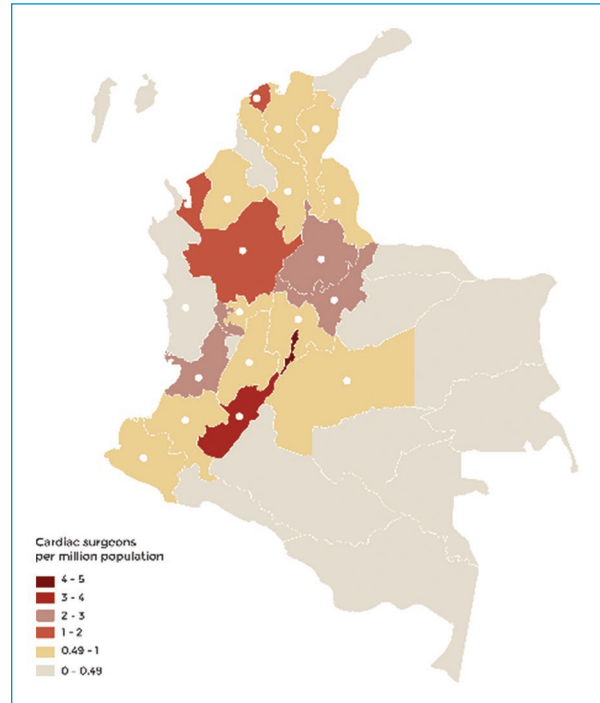 Cardiac surgeons
per million population
4 - 5
3 - 4
2 - 3
1 - 2
0.49 - 1
0 - 0.49